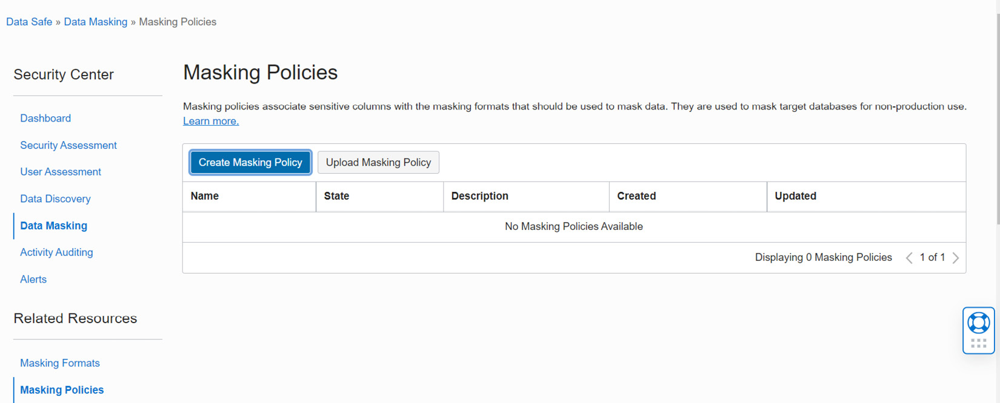 Data Safe » Data Masking » Masking Policies
Security Center
Dashboard
Security Assessment
User Assessment
Data Discovery
Data Masking
Activity Auditing
Alerts
Related Resources
Masking Formats
Masking Policies
Masking Policies
Masking policies associate sensitive columns with the masking formats that should be used to mask data. They are used to mask target databases for non-production use.
Learn more.
Create Masking Policy Upload Masking Policy
Name State Description Created Updated
No Masking Policies Available
Displaying 0 Masking Policies 1 of 1